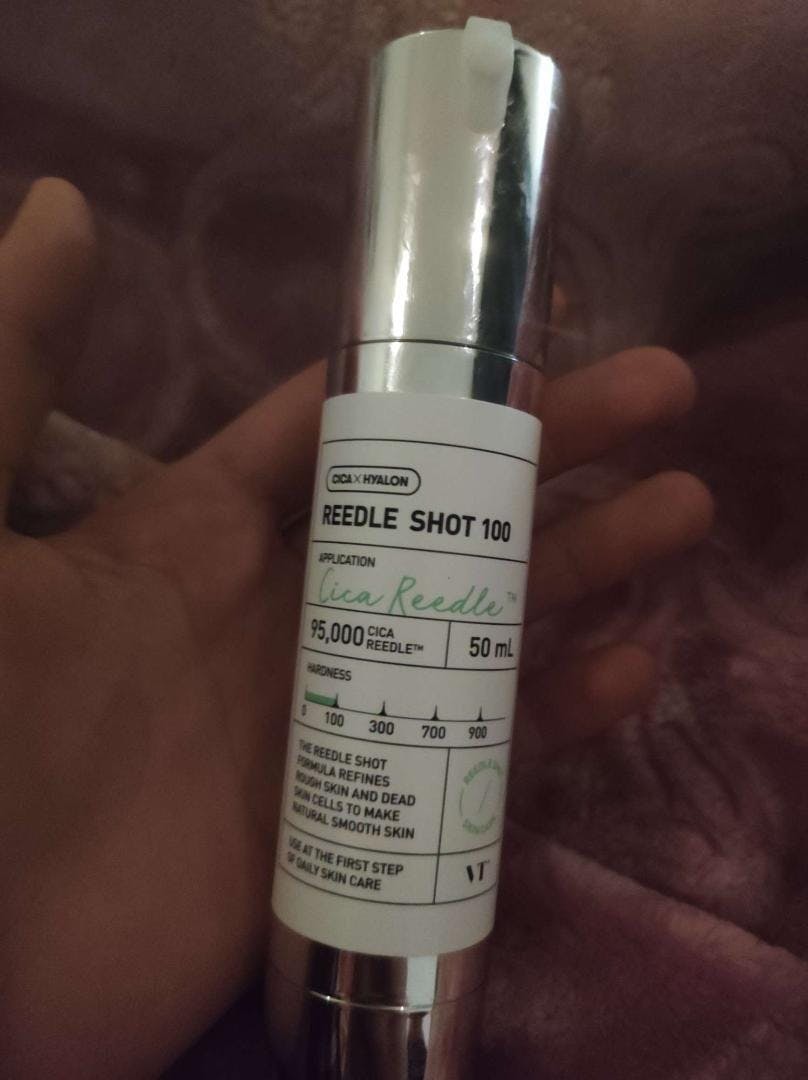 CICA×HYALON
REEDLE SHOT 100
APPLICATION
Cica Reedle™
95,000 CICA
REEDLE™
50 mL
HARDNESS
0 100 300 700 900
THE REEDLE SHOT
FORMULA REFINES
ROUGH SKIN AND DEAD
SKIN CELLS TO MAKE
NATURAL SMOOTH SKIN
USE AT THE FIRST STEP
OF DAILY SKIN CARE
VT